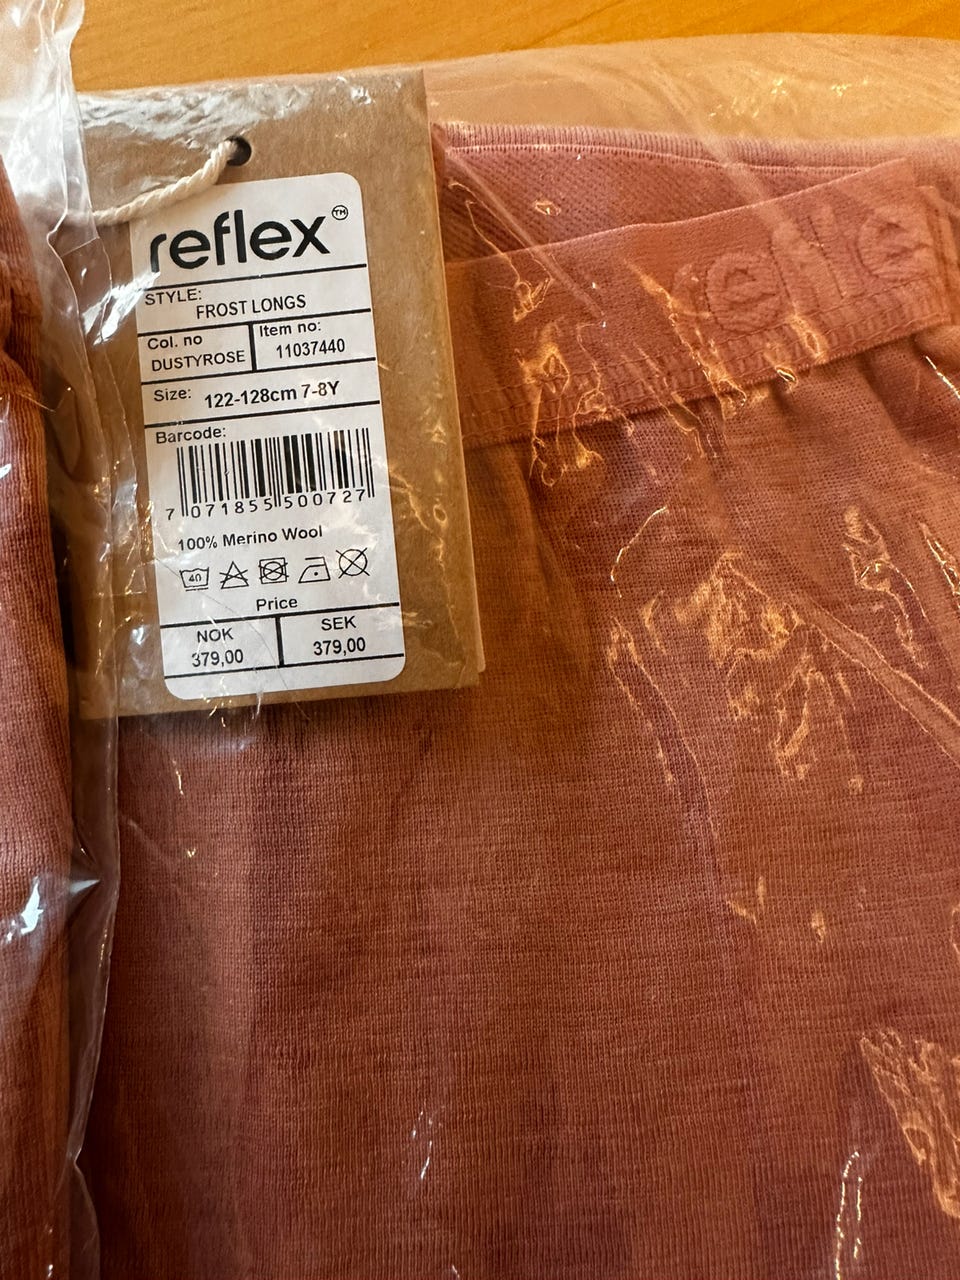 reflex™
STYLE:
FROST LONGS
Col. no
DUSTYROSE
Item no:
11037440
Size: 122-128cm 7-8Y
Barcode:
7 071855 500727
100% Merino Wool
40
Price
NOK
379,00
SEK
379,00